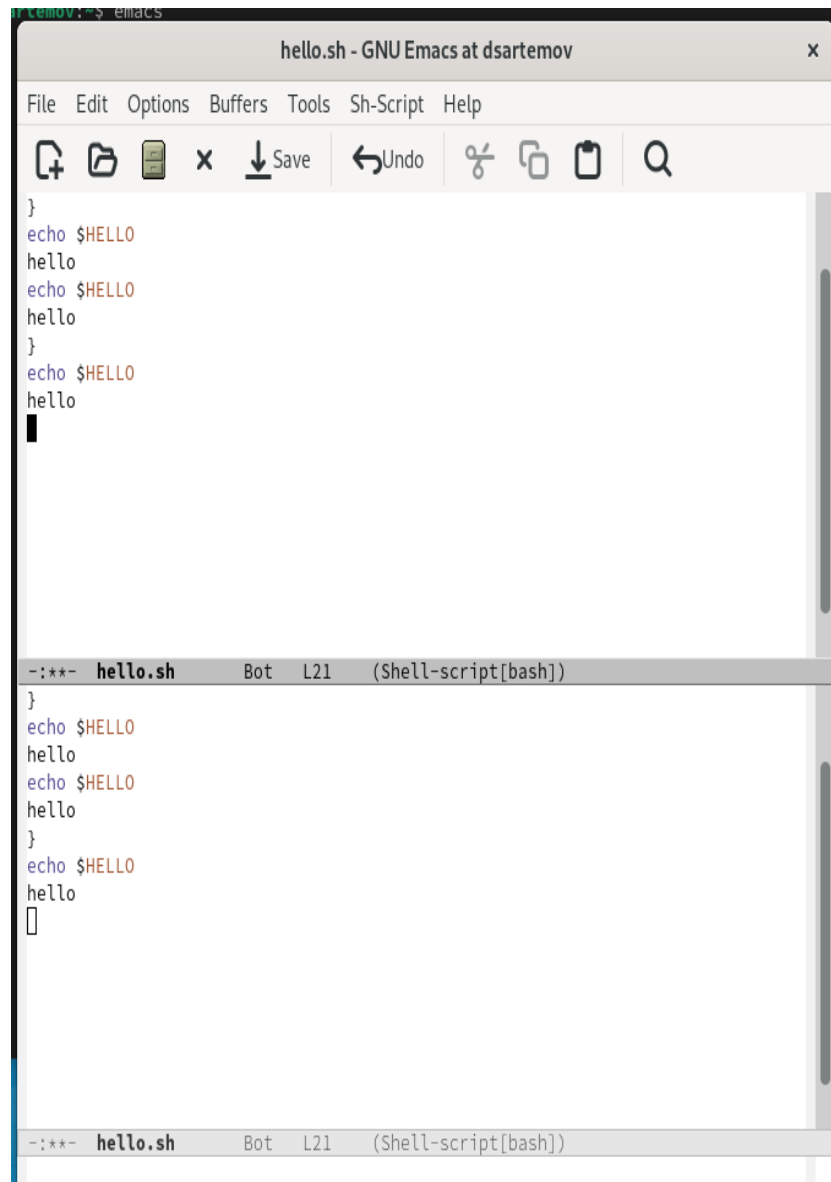 artemov:~$ emacs
hello.sh - GNU Emacs at dsartemov x
File Edit Options Buffers Tools Sh-Script Help
Save Undo
}
echo $HELLO
hello
echo $HELLO
hello
}
echo $HELLO
hello
-:**- hello.sh Bot L21 (Shell-script[bash])
}
echo $HELLO
hello
echo $HELLO
hello
}
echo $HELLO
hello
-:**- hello.sh Bot L21 (Shell-script[bash])